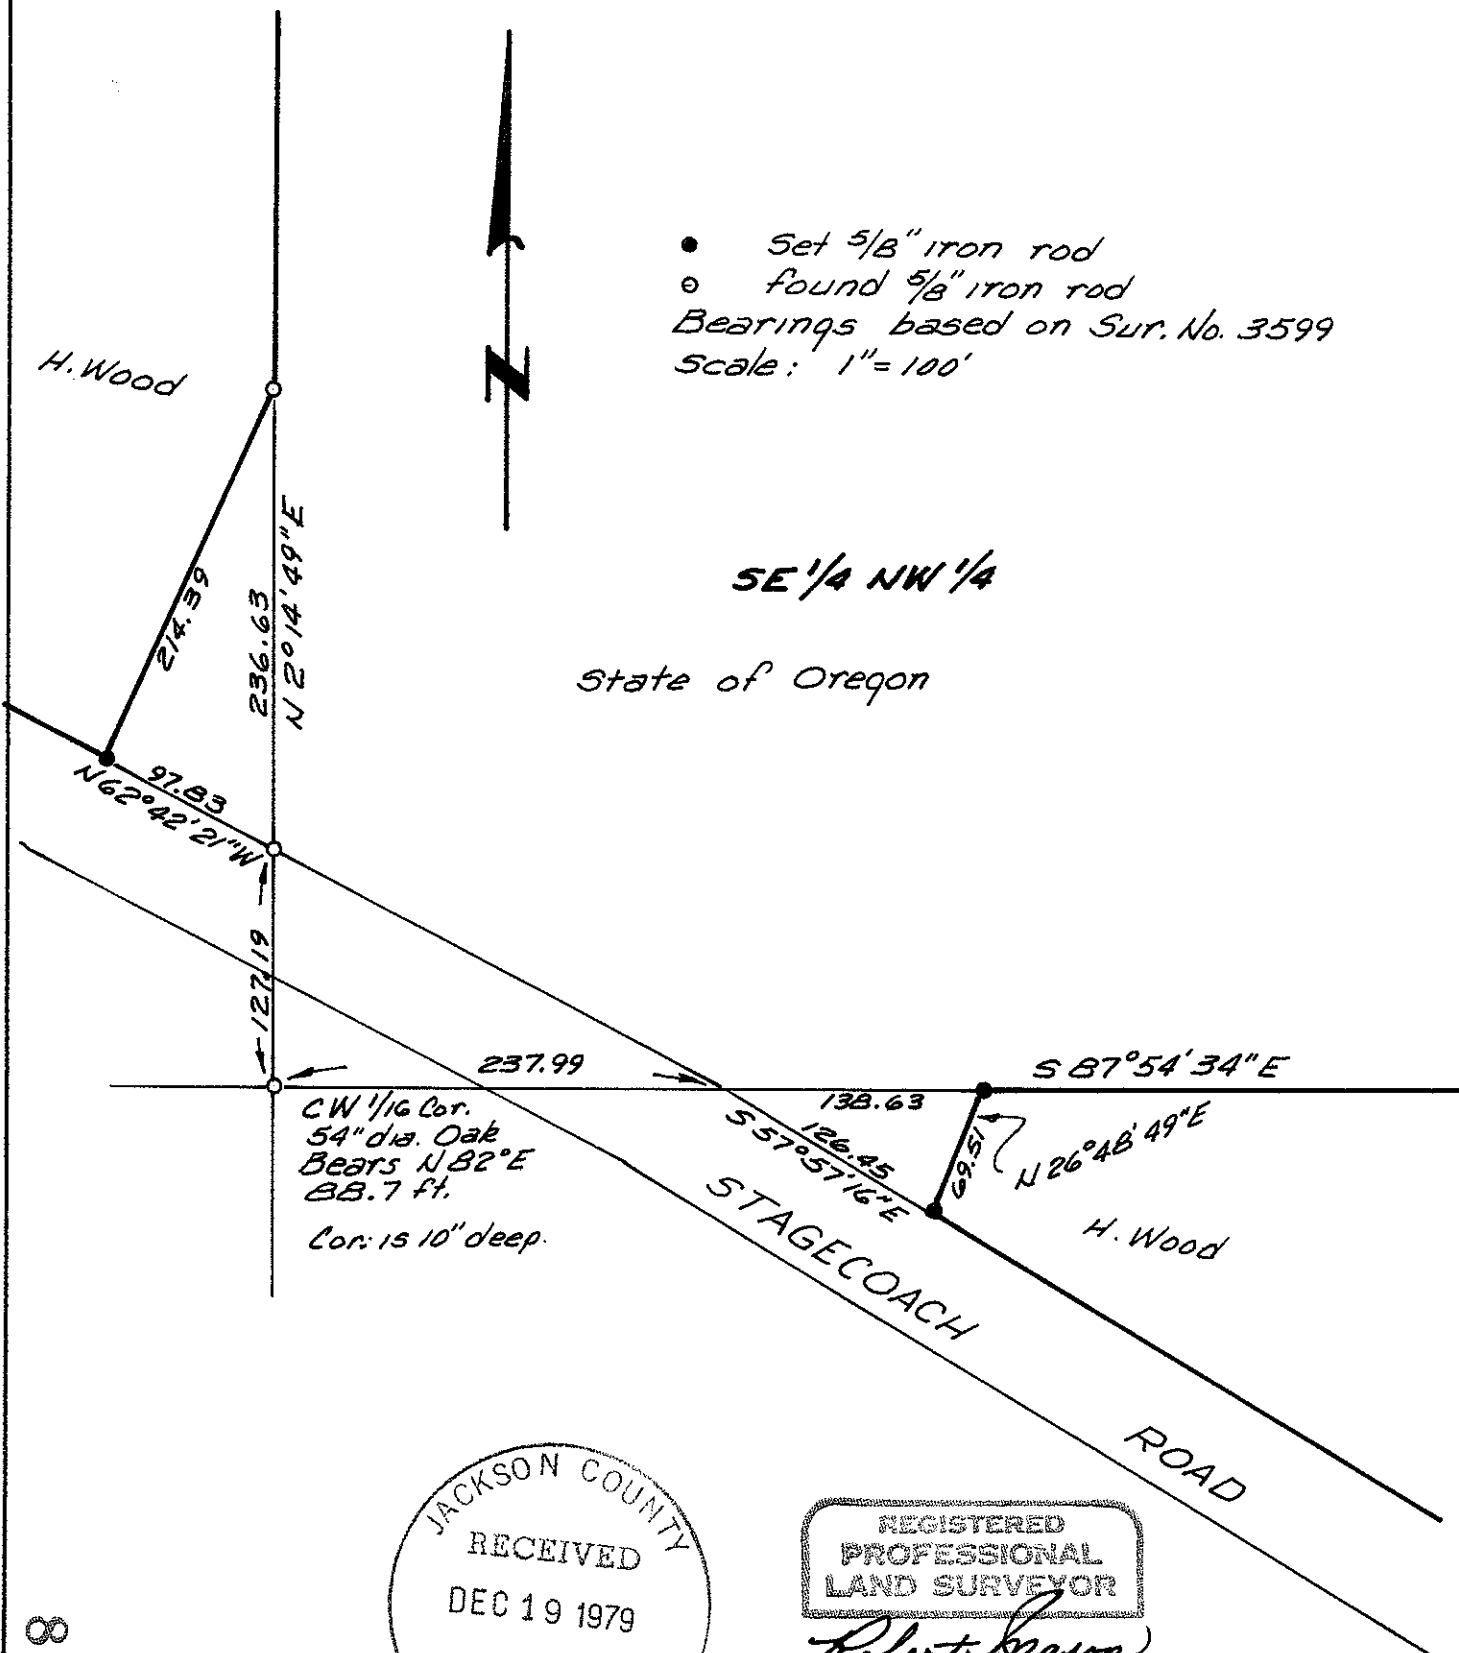 ● Set 5/8" iron rod
○ found 5/8" iron rod
Bearings based on Sur. No. 3599
Scale: 1"= 100'
N
H. Wood
214.39
236.63
N 2° 14' 49" E
SE 1/4 NW 1/4
State of Oregon
97.83
N 62° 42' 21" W
127.19
237.99
S 87° 54' 34" E
138.63
CW 1/16 Cor.
54" dia. Oak
Bears N 82° E
88.7 ft.
Cor. is 10" deep.
126.45
S 57° 57' 16" E
69.51
N 26° 48' 49" E
H. Wood
STAGECOACH
ROAD
JACKSON COUNTY
RECEIVED
DEC 19 1979
REGISTERED
PROFESSIONAL
LAND SURVEYOR
8